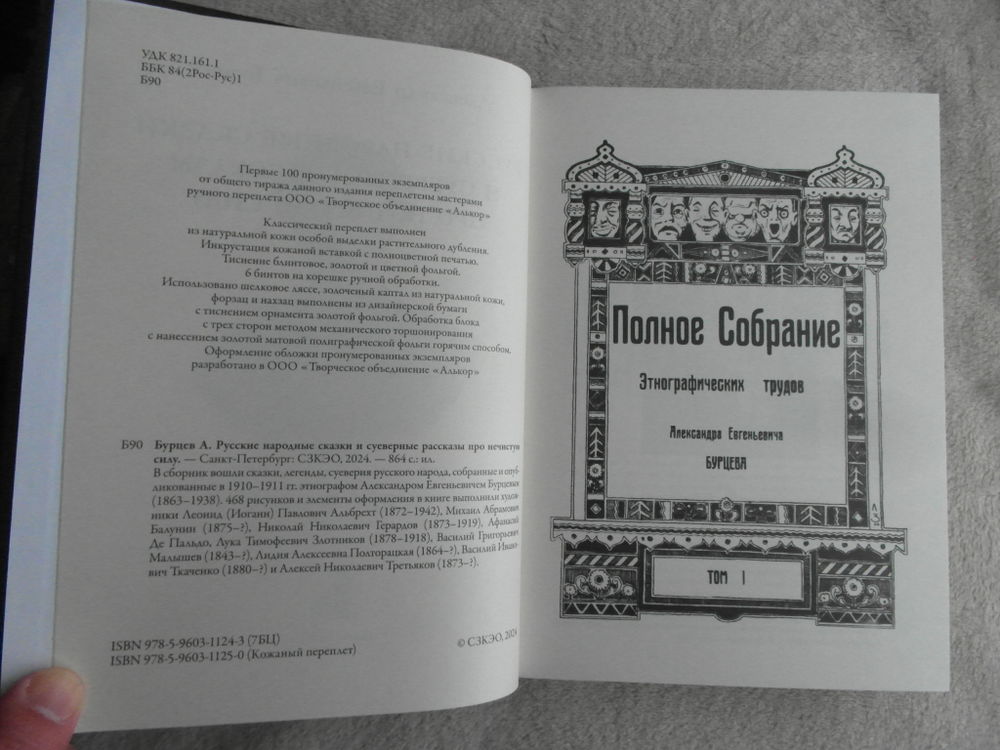 УДК 821.161.1
ББК 84(2Рос-Рус)1
Б90
Первые 100 пронумерованных экземпляров
от общего тиража данного издания переплетены мастерами
ручного переплета ООО «Творческое объединение «Алькор»
Классический переплет выполнен
из натуральной кожи особой выделки растительного дубления.
Инкрустация кожаной вставкой с полноцветной печатью.
Тиснение блинтовое, золотой и цветной фольгой.
6 бинтов на корешке ручной обработки.
Использовано шелковое ляссе, золоченый каптал из натуральной кожи,
форзац и нахзац выполнены из дизайнерской бумаги
с тиснением орнамента золотой фольгой. Обработка блока
с трех сторон методом механического торшонирования
с нанесением золотой матовой полиграфической фольги горячим способом.
Оформление обложки пронумерованных экземпляров
разработано в ООО «Творческое объединение «Алькор»
Б90 Бурцев А. Русские народные сказки и суеверные рассказы про нечистую
силу. — Санкт-Петербург: СЗКЭО, 2024. — 864 с.: ил.
В сборник вошли сказки, легенды, суеверия русского народа, собранные и опуб-
ликованные в 1910–1911 гг. этнографом Александром Евгеньевичем Бурцевым
(1863–1938). 468 рисунков и элементы оформления в книге выполнили худож-
ники Леонид (Иоганн) Павлович Альбрехт (1872–1942), Михаил Абрамович
Балунин (1875–?), Николай Николаевич Герардов (1873–1919), Афанасий
Де Пальдо, Лука Тимофеевич Злотников (1878–1918), Василий Григорьевич
Малышев (1843–?), Лидия Алексеевна Полторацкая (1864–?), Василий Ивано-
вич Ткаченко (1880–?) и Алексей Николаевич Третьяков (1873–?).
ISBN 978-5-9603-1124-3 (7БЦ)
ISBN 978-5-9603-1125-0 (Кожаный переплет)
© СЗКЭО, 2024
Полное Собрание
Этнографических трудов
Александра Евгеньевича
БУРЦЕВА
ТОМ I